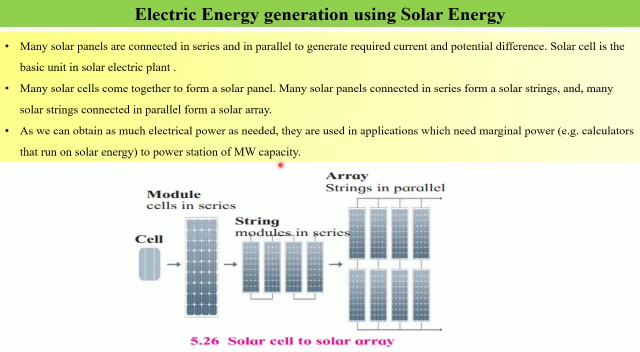 Electric Energy generation using Solar Energy
• Many solar panels are connected in series and in parallel to generate required current and potential difference. Solar cell is the
basic unit in solar electric plant .
• Many solar cells come together to form a solar panel. Many solar panels connected in series form a solar strings, and, many
solar strings connected in parallel form a solar array.
• As we can obtain as much electrical power as needed, they are used in applications which need marginal power (e.g. calculators
that run on solar energy) to power station of MW capacity.
Array
Strings in parallel
Module
cells in series
String
modules in series
Cell
5.26 Solar cell to solar array